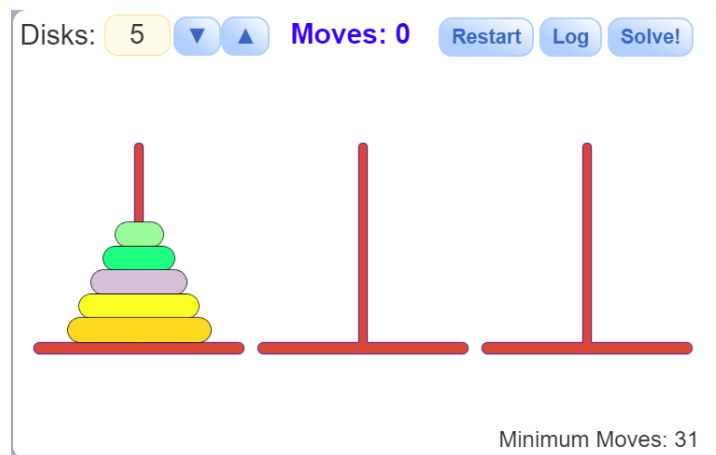 Disks: 5 ▼ ▲ Moves: 0 Restart Log Solve!
Minimum Moves: 31